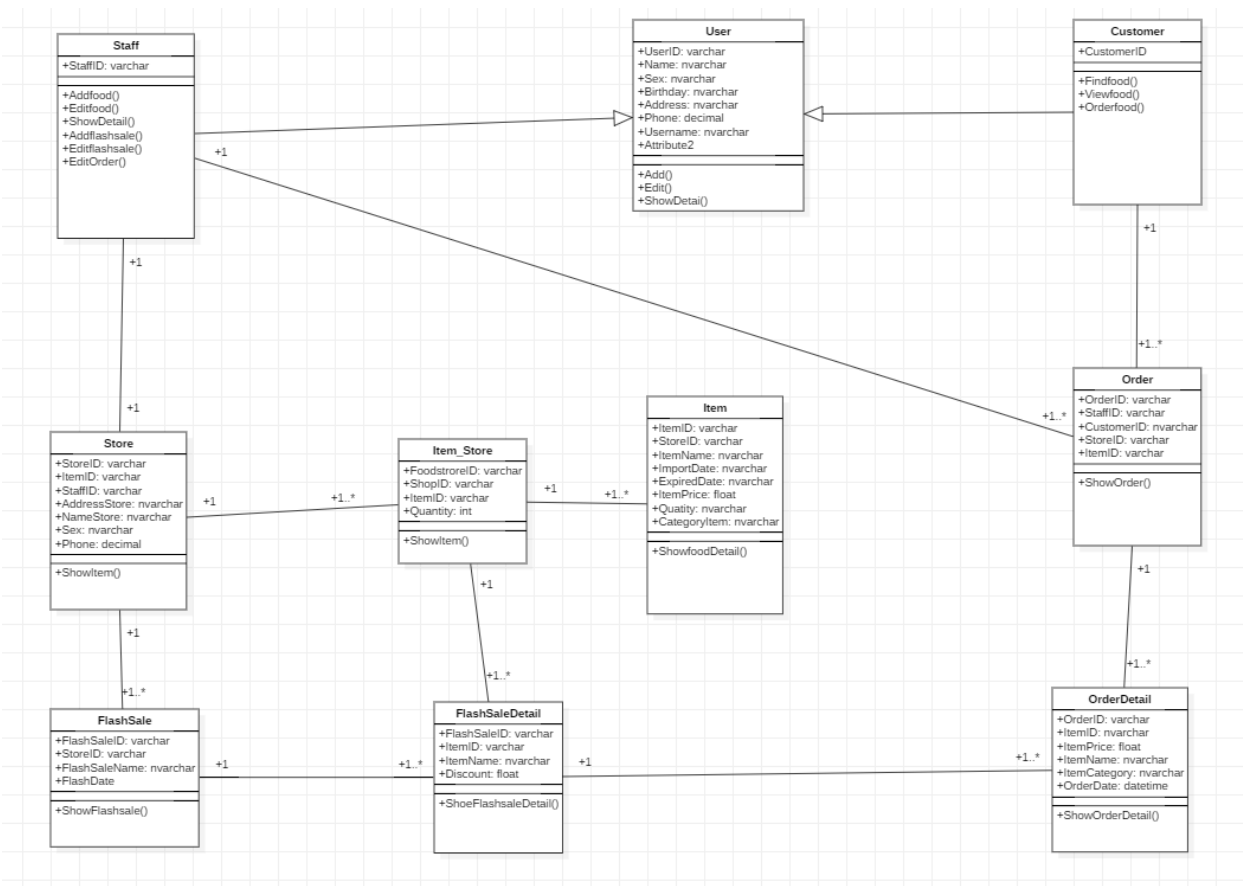 Staff
+StaffID: varchar
+Addfood()
+Editfood()
+ShowDetail()
+Addflashsale()
+Editflashsale()
+EditOrder()
User
+UserID: varchar
+Name: nvarchar
+Sex: nvarchar
+Birthday: nvarchar
+Address: nvarchar
+Phone: decimal
+Username: nvarchar
+Attribute2
+Add()
+Edit()
+ShowDetai()
Customer
+CustomerID
+Findfood()
+Viewfood()
+Orderfood()
+1
+1
+1
+1..*
+1
+1..*
Order
+OrderID: varchar
+StaffID: varchar
+CustomerID: nvarchar
+StoreID: varchar
+ItemID: varchar
+ShowOrder()
Store
+StoreID: varchar
+ItemID: varchar
+StaffID: varchar
+AddressStore: nvarchar
+NameStore: nvarchar
+Sex: nvarchar
+Phone: decimal
+ShowItem()
+1
+1..*
Item_Store
+FoodstroreID: varchar
+ShopID: varchar
+ItemID: varchar
+Quantity: int
+ShowItem()
+1
+1..*
Item
+ItemID: varchar
+StoreID: varchar
+ItemName: nvarchar
+ImportDate: nvarchar
+ExpiredDate: nvarchar
+ItemPrice: float
+Quatity: nvarchar
+CategoryItem: nvarchar
+ShowfoodDetail()
+1
+1..*
+1
+1..*
+1
+1..*
FlashSale
+FlashSaleID: varchar
+StoreID: varchar
+FlashSaleName: nvarchar
+FlashDate
+ShowFlashsale()
+1
+1..*
FlashSaleDetail
+FlashSaleID: varchar
+ItemID: varchar
+ItemName: nvarchar
+Discount: float
+ShoeFlashsaleDetail()
+1
+1..*
OrderDetail
+OrderID: varchar
+ItemID: nvarchar
+ItemPrice: float
+ItemName: nvarchar
+ItemCategory: nvarchar
+OrderDate: datetime
+ShowOrderDetail()